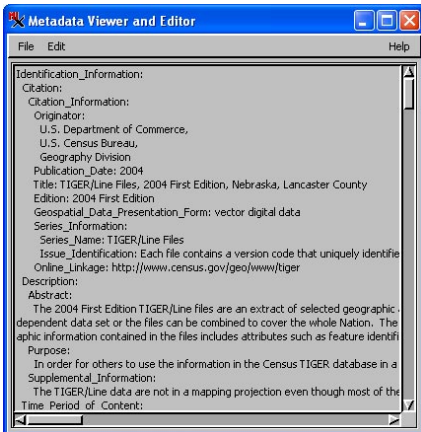 Metadata Viewer and Editor
File Edit Help
Identification_Information:
Citation:
Citation_Information:
Originator:
U.S. Department of Commerce,
U.S. Census Bureau,
Geography Division
Publication_Date: 2004
Title: TIGER/Line Files, 2004 First Edition, Nebraska, Lancaster County
Edition: 2004 First Edition
Geospatial_Data_Presentation_Form: vector digital data
Series_Information:
Series_Name: TIGER/Line Files
Issue_Identification: Each file contains a version code that uniquely identifie
Online_Linkage: http://www.census.gov/geo/www/tiger
Description:
Abstract:
The 2004 First Edition TIGER/Line files are an extract of selected geographic
dependent data set or the files can be combined to cover the whole Nation. The
aphic information contained in the files includes attributes such as feature identifi
Purpose:
In order for others to use the information in the Census TIGER database in a
Supplemental_Information:
The TIGER/Line data are not in a mapping projection even though most of the
Time_Period_of_Content: